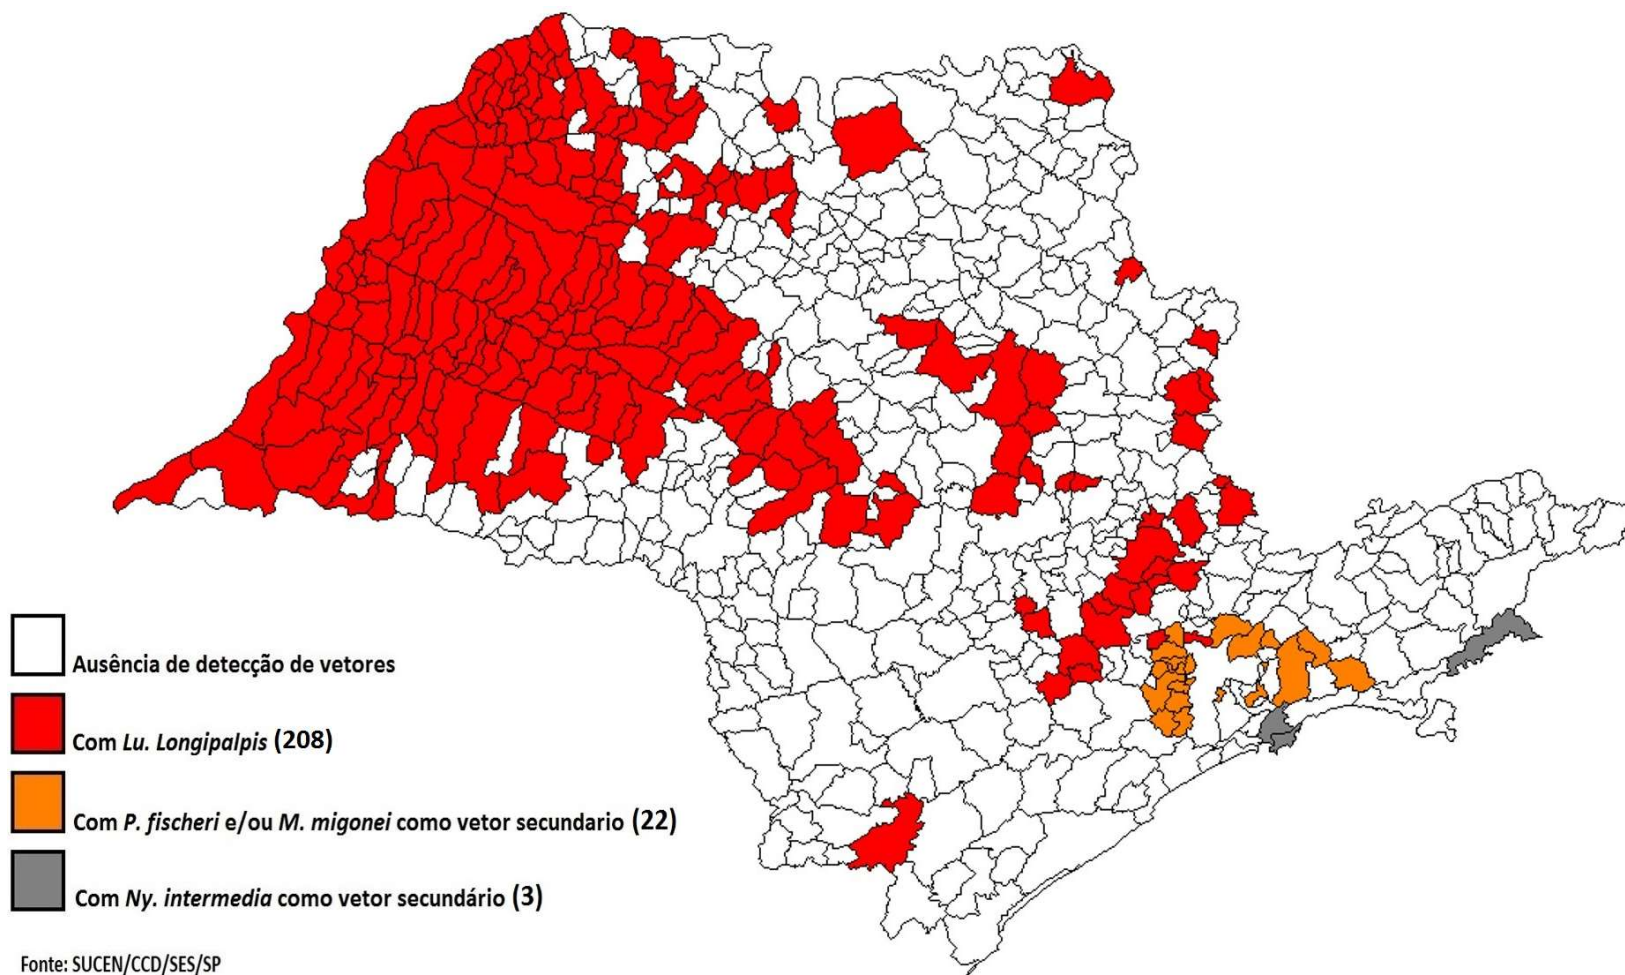 Ausência de detecção de vetores
Com Lu. Longipalpis (208)
Com P. fischeri e/ou M. migonei como vetor secundario (22)
Com Ny. intermedia como vetor secundário (3)
Fonte: SUCEN/CCD/SES/SP